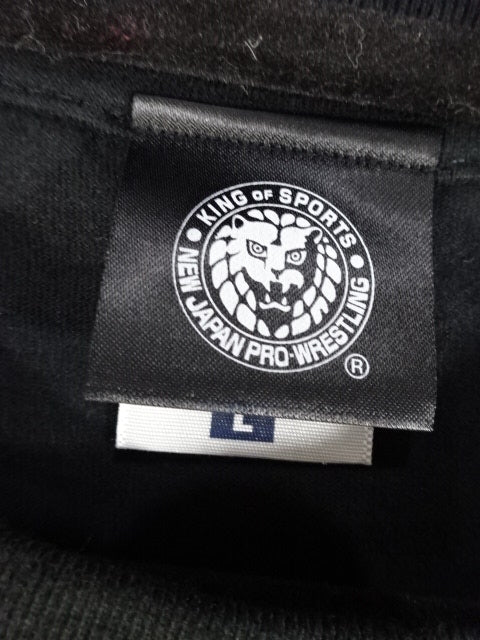 KING OF SPORTS
NEW JAPAN PRO-WRESTLING
®
L